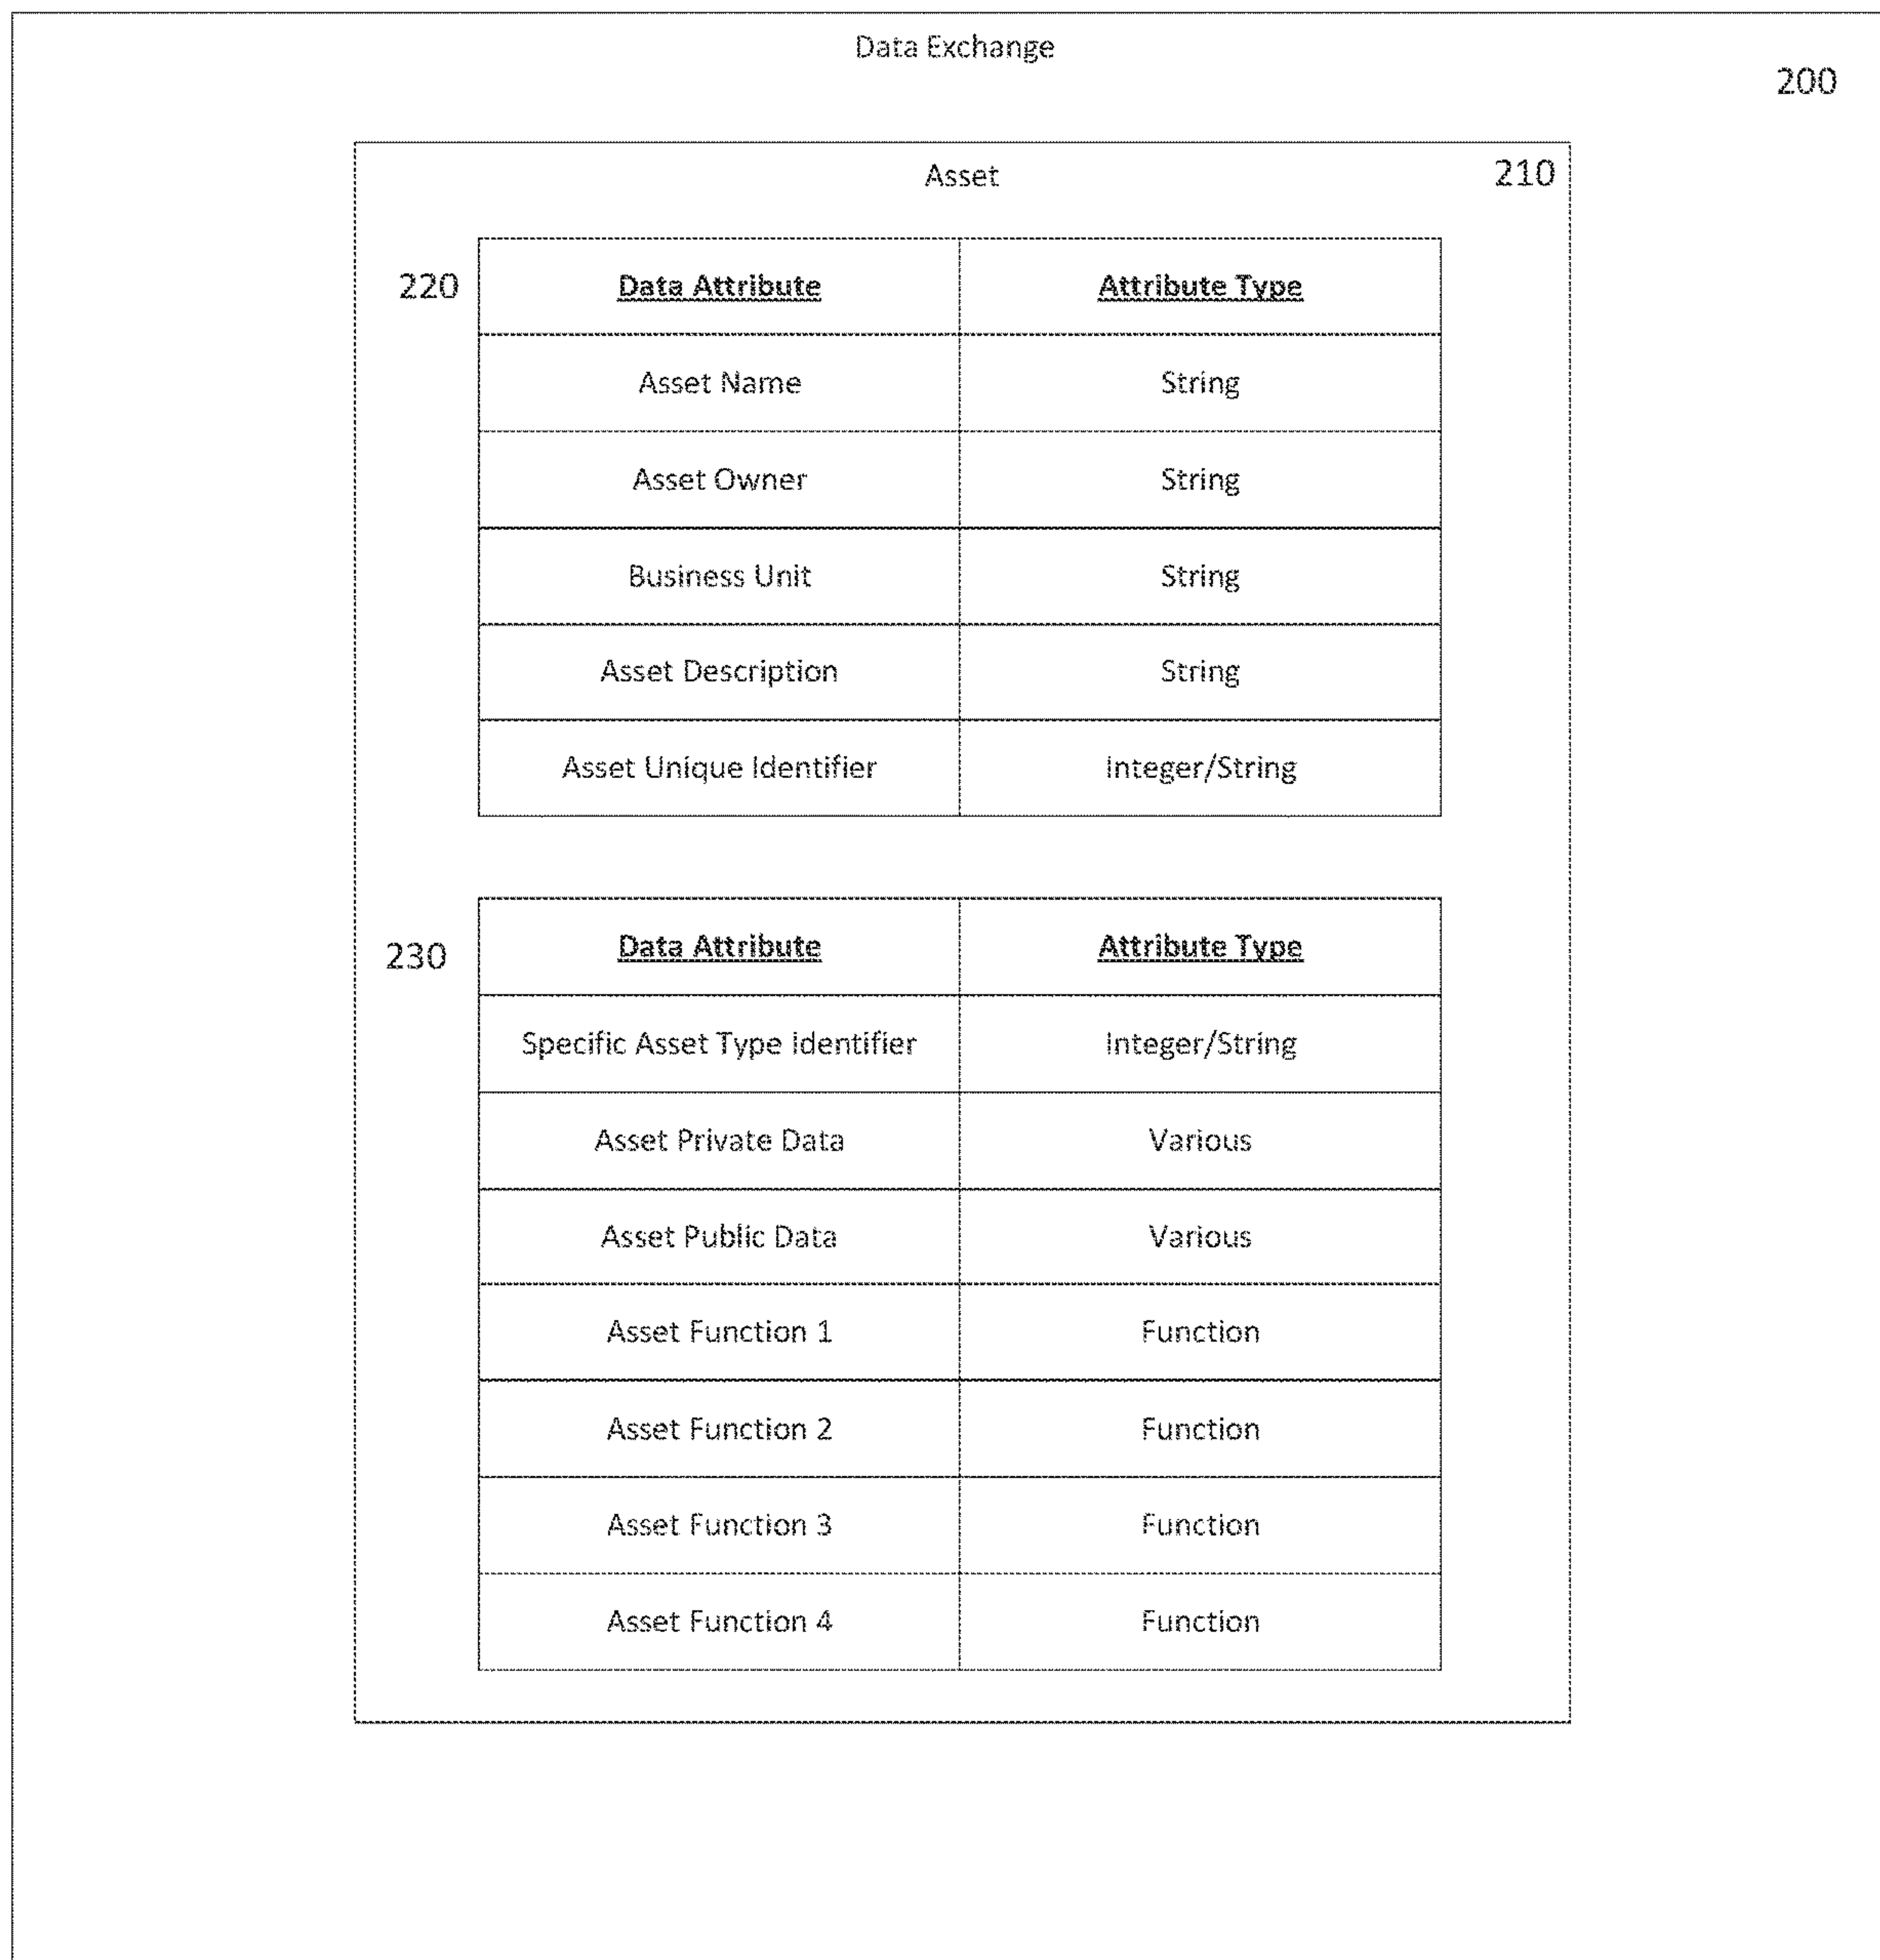 Data Exchange
200
Asset
210
220
Data Attribute Attribute Type
Asset Name String
Asset Owner String
Business Unit String
Asset Description String
Asset Unique Identifier Integer/String
230
Data Attribute Attribute Type
Specific Asset Type identifier Integer/String
Asset Private Data Various
Asset Public Data Various
Asset Function 1 Function
Asset Function 2 Function
Asset Function 3 Function
Asset Function 4 Function